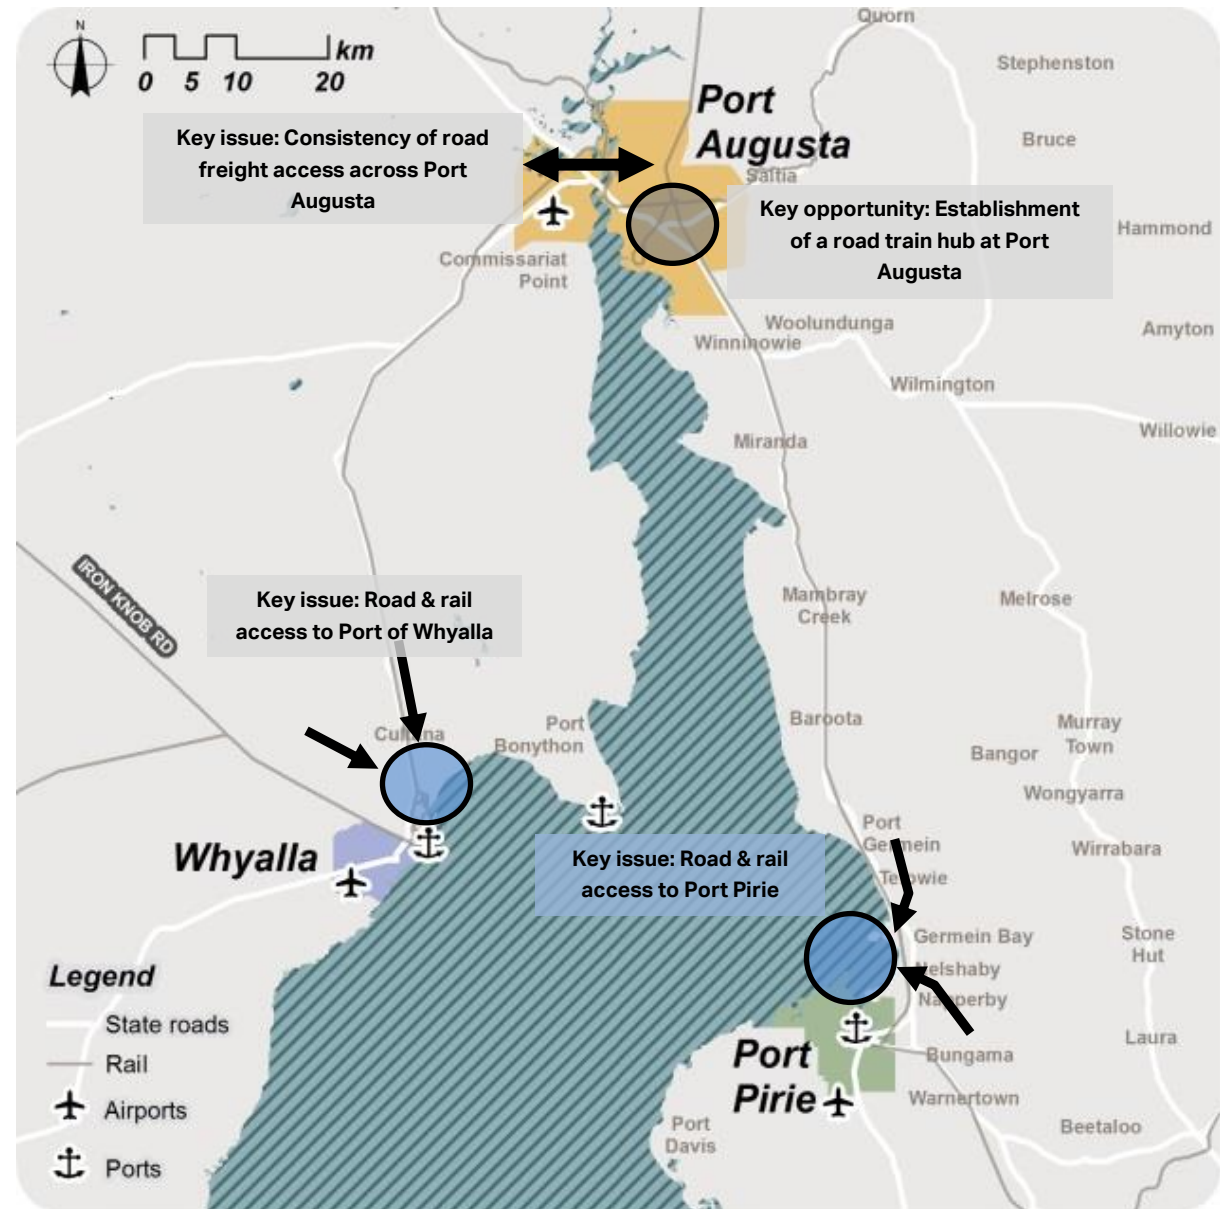 N
km
0 5 10 20
Quorn
Stephenston
Port
Augusta
Key issue: Consistency of road
freight access across Port
Augusta
Bruce
Saltia
Key opportunity: Establishment
of a road train hub at Port
Augusta
Hammond
Commissariat
Point
Woolundunga
Winninowie
Amyton
Wilmington
Willowie
Miranda
IRON KNOB RD
Key issue: Road & rail
access to Port of Whyalla
Mambray
Creek
Melrose
Cultana
Port
Bonython
Baroota
Murray
Town
Bangor
Wongyarra
Port
Germein
Key issue: Road & rail
access to Port Pirie
Whyalla
Wirrabara
Telowie
Germein Bay
Stone
Hut
Nelshaby
Napperby
Legend
State roads
Rail
Airports
Ports
Port
Pirie
Laura
Bungama
Warnertown
Port
Davis
Beetaloo